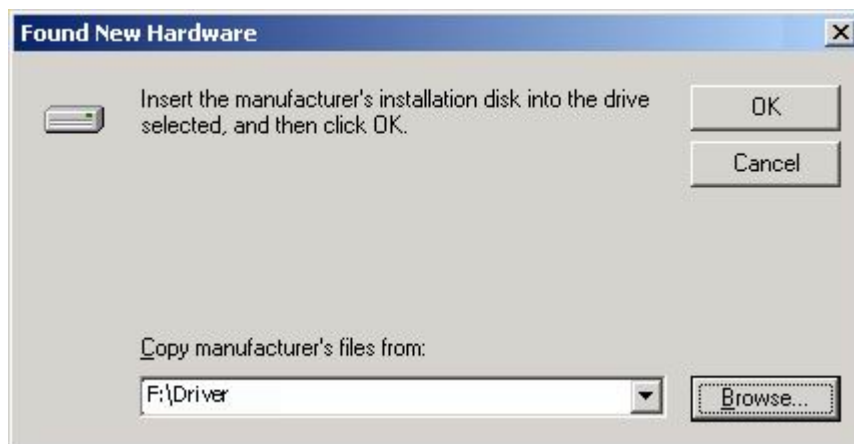 Found New Hardware
Insert the manufacturer's installation disk into the drive
selected, and then click OK.
OK
Cancel
Copy manufacturer's files from:
F:\Driver
Browse...